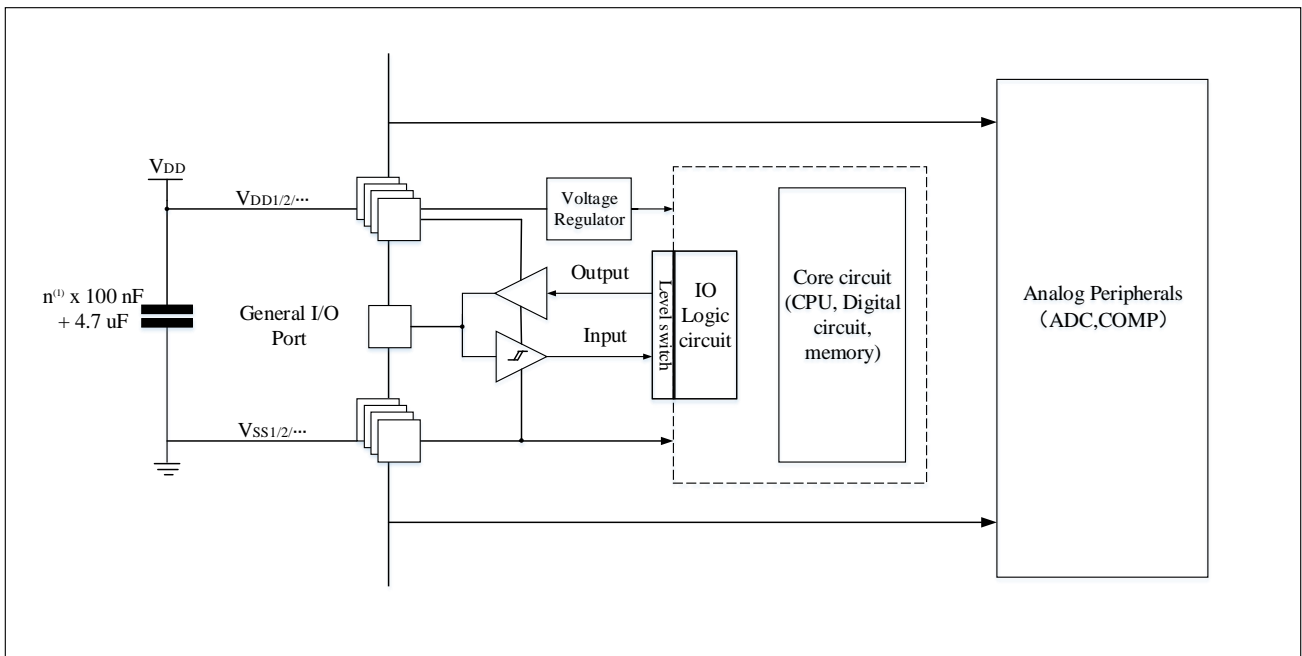 VDD
VDD1/2/···
n(1) x 100 nF
+ 4.7 uF
General I/O
Port
VSS1/2/···
Voltage
Regulator
Output
Input
Level switch
IO
Logic
circuit
Core circuit
(CPU, Digital
circuit,
memory)
Analog Peripherals
（ADC,COMP）